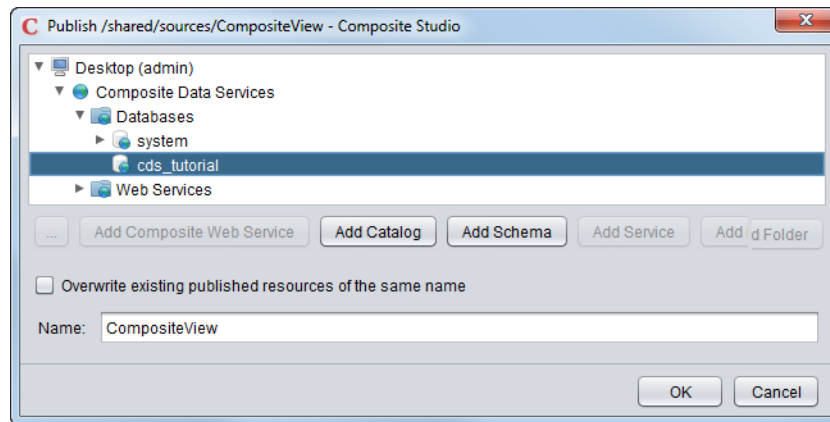 C Publish /shared/sources/CompositeView - Composite Studio
Desktop (admin)
Composite Data Services
Databases
system
cds_tutorial
Web Services
... Add Composite Web Service Add Catalog Add Schema Add Service Add d Folder
Overwrite existing published resources of the same name
Name: CompositeView
OK Cancel